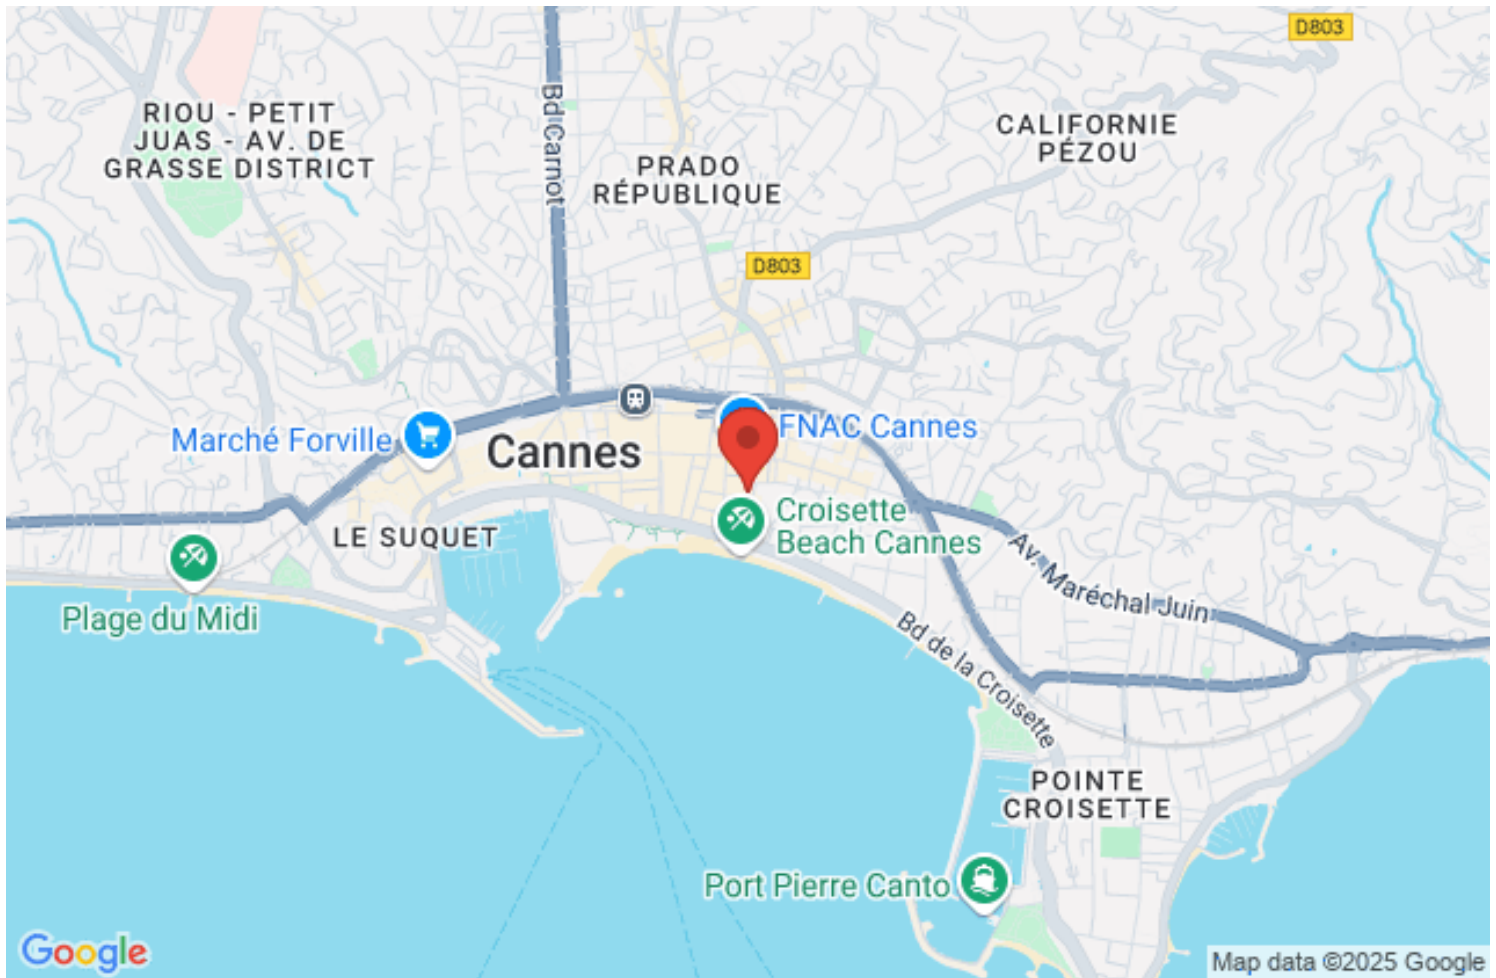 D803
RIOU - PETIT
JUAS - AV. DE
GRASSE DISTRICT
Bd Carnot
CALIFORNIE
PÉZOU
PRADO
RÉPUBLIQUE
D803
Marché Forville
Cannes
FNAC Cannes
LE SUQUET
Croisette
Beach Cannes
Plage du Midi
Av. Maréchal Juin
Bd de la Croisette
POINTE
CROISETTE
Port Pierre Canto
Google
Map data ©2025 Google